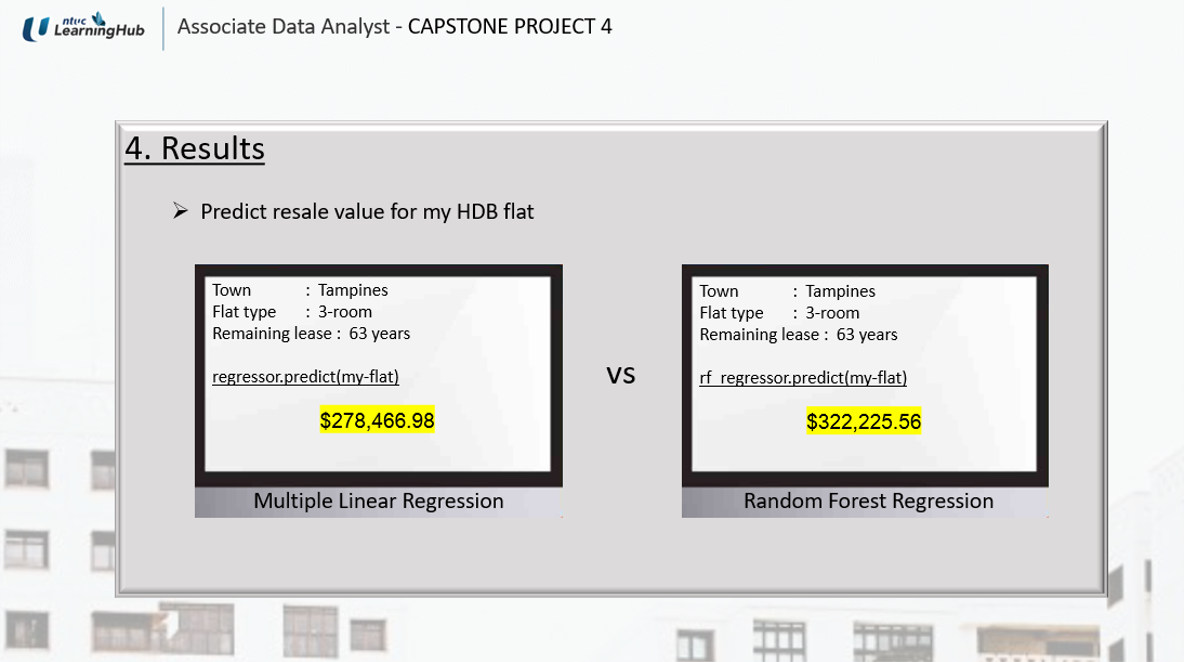 ntuc
LearningHub
Associate Data Analyst - CAPSTONE PROJECT 4
4. Results
➢ Predict resale value for my HDB flat
Town : Tampines
Flat type : 3-room
Remaining lease : 63 years
regressor.predict(my-flat)
$278,466.98
Multiple Linear Regression
vs
Town : Tampines
Flat type : 3-room
Remaining lease : 63 years
rf_regressor.predict(my-flat)
$322,225.56
Random Forest Regression